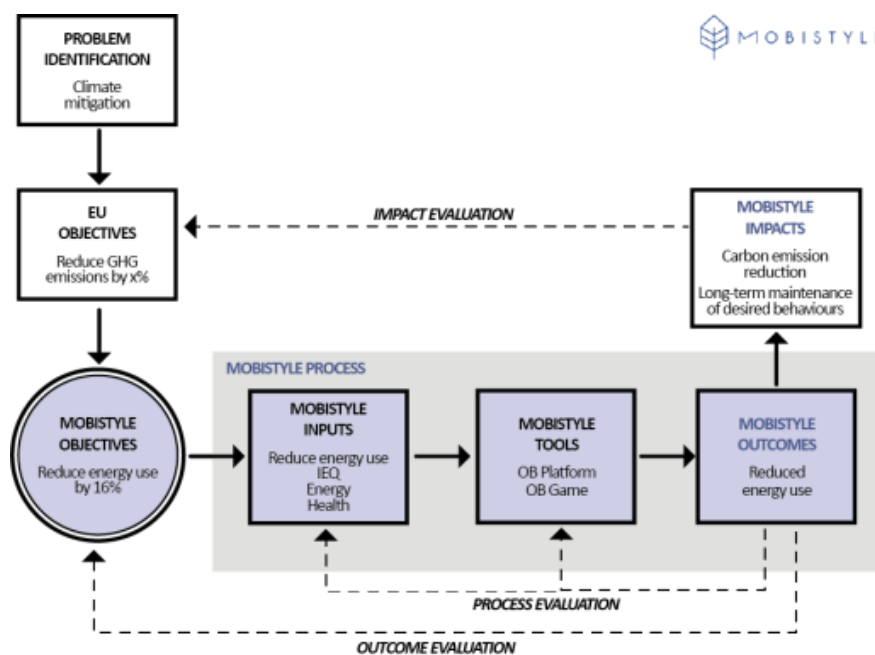 MOBISTYL
PROBLEM
IDENTIFICATION
Climate
mitigation
EU
OBJECTIVES
Reduce GHG
emissions by x%
IMPACT EVALUATION
MOBISTYLE
IMPACTS
Carbon emission
reduction
Long-term maintenance
of desired behaviours
MOBISTYLE PROCESS
MOBISTYLE
OBJECTIVES
Reduce energy use
by 16%
MOBISTYLE
INPUTS
Reduce energy use
IEQ
Energy
Health
MOBISTYLE
TOOLS
OB Platform
OB Game
MOBISTYLE
OUTCOMES
Reduced
energy use
PROCESS EVALUATION
OUTCOME EVALUATION